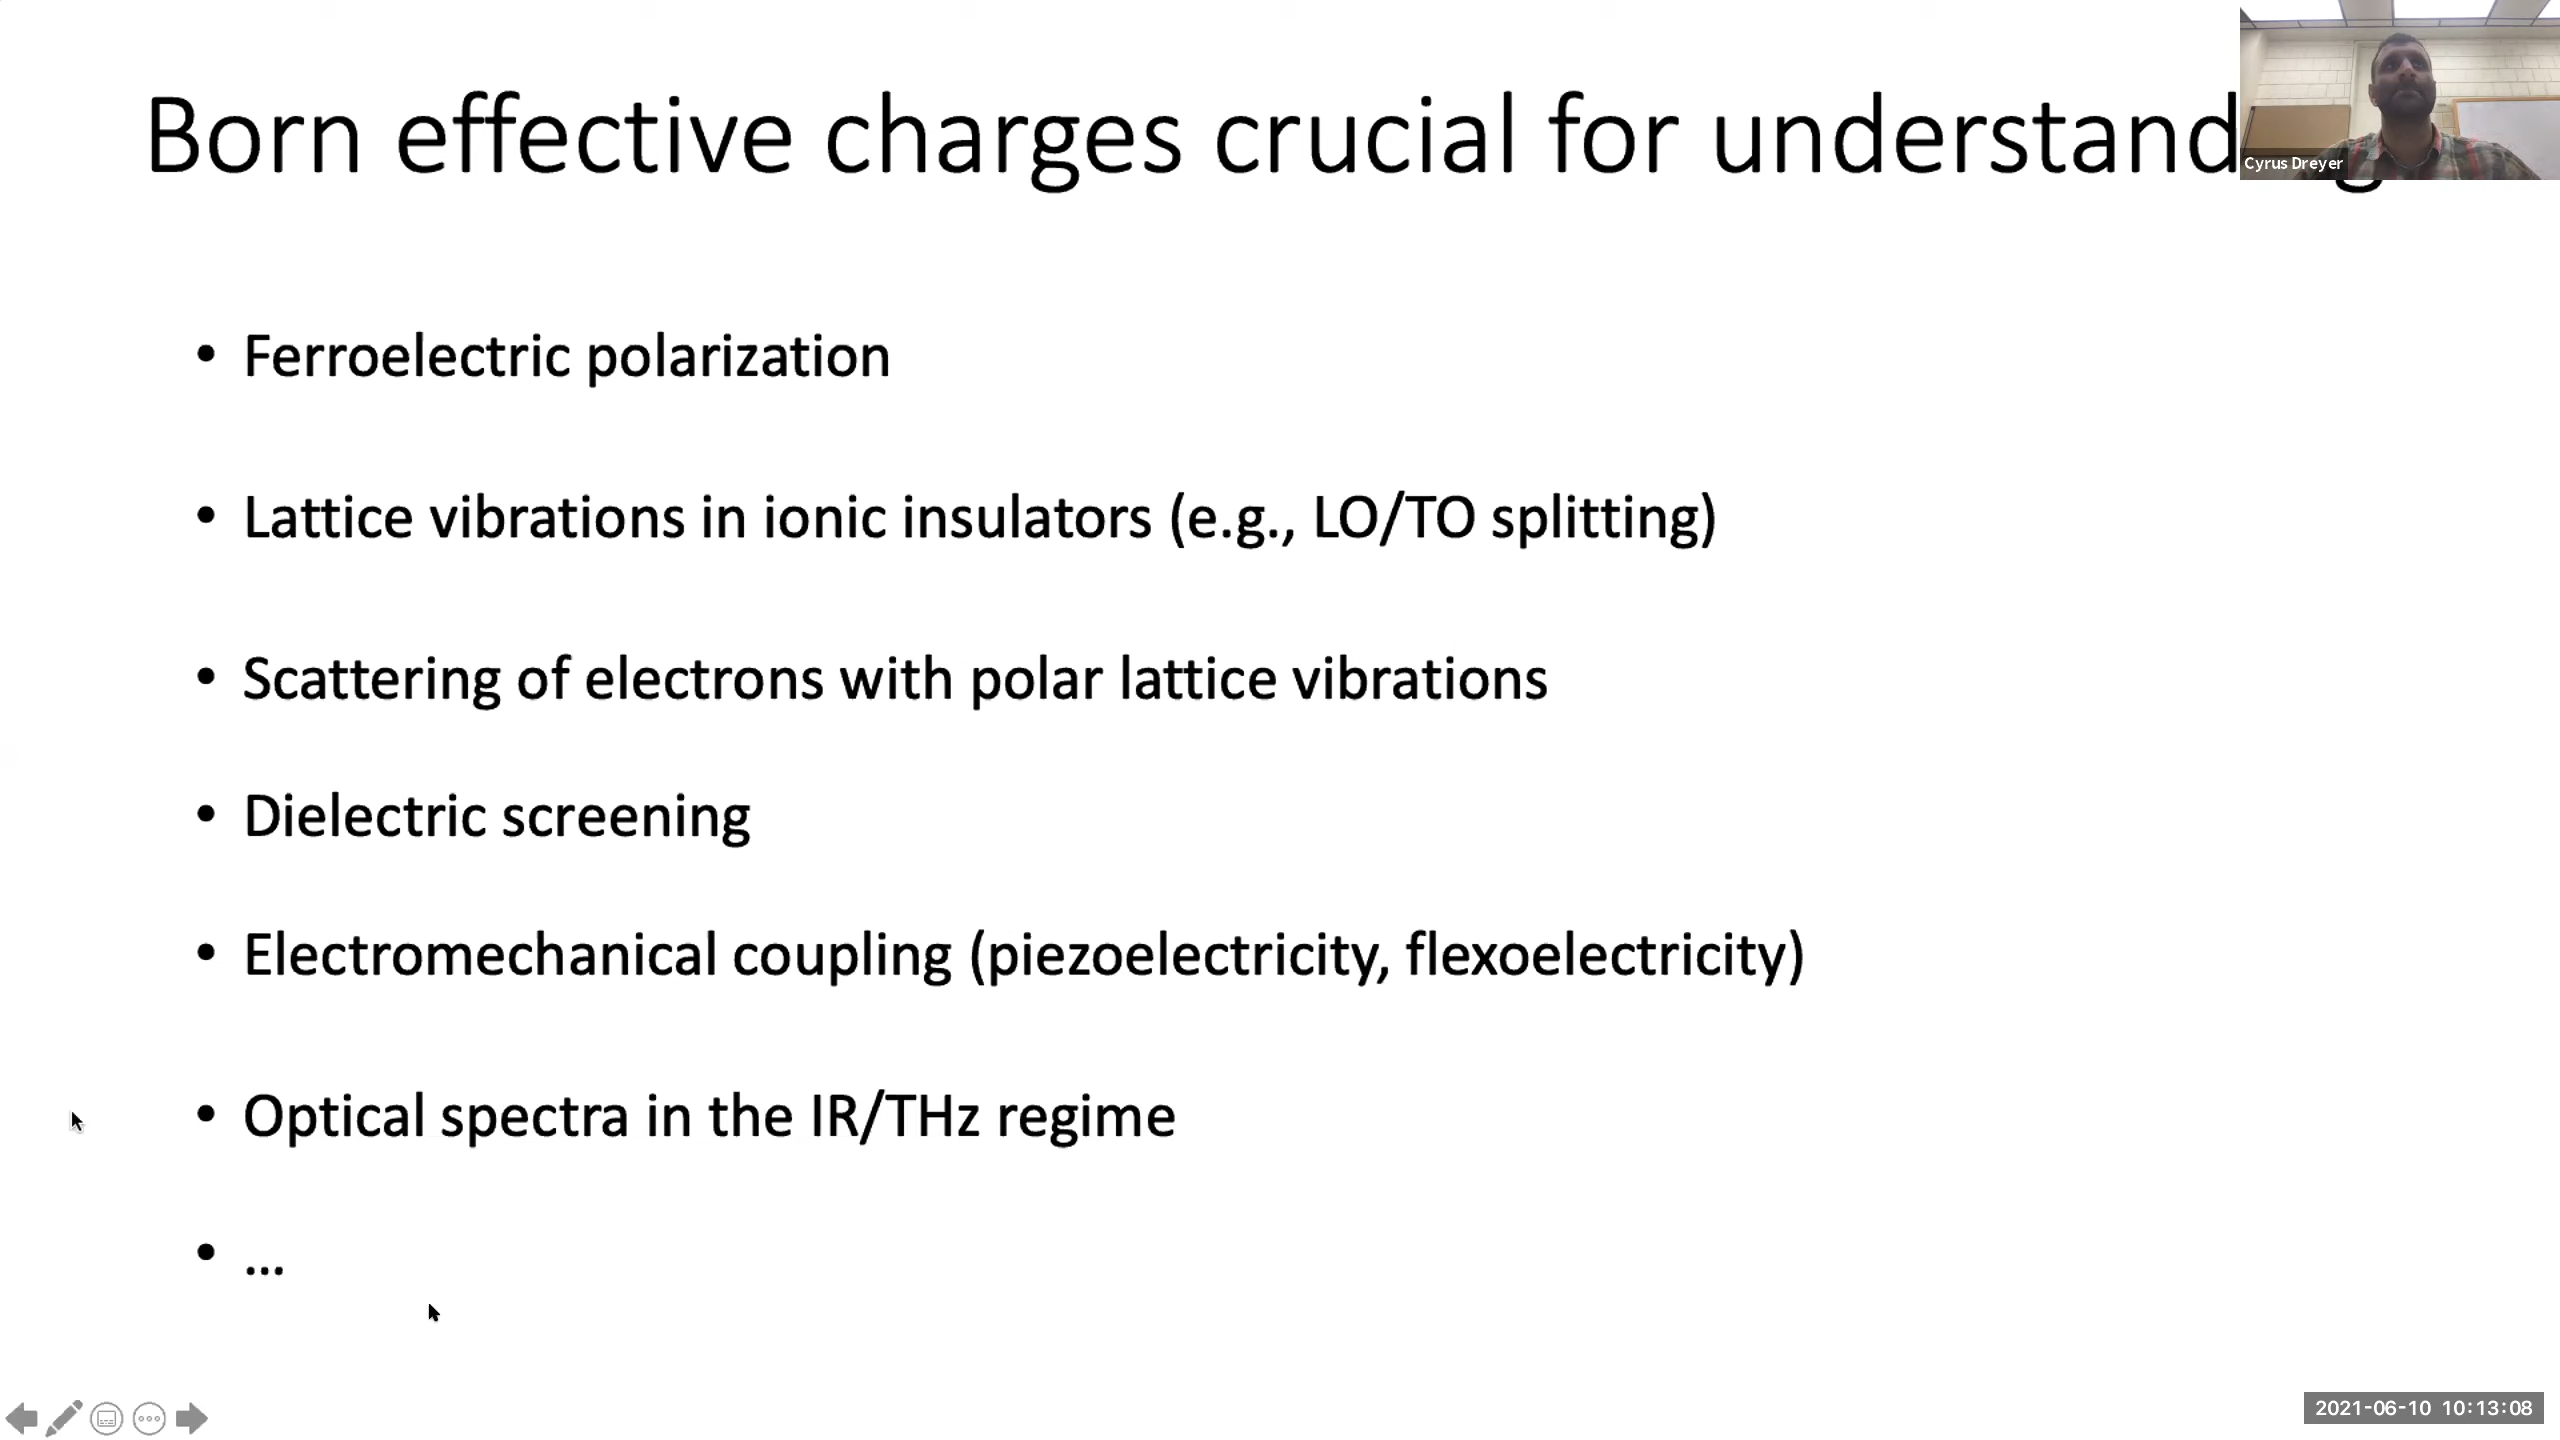 Born effective charges crucial for understand
Cyrus Dreyer
• Ferroelectric polarization
• Lattice vibrations in ionic insulators (e.g., LO/TO splitting)
• Scattering of electrons with polar lattice vibrations
• Dielectric screening
• Electromechanical coupling (piezoelectricity, flexoelectricity)
• Optical spectra in the IR/THz regime
• ...
2021-06-10 10:13:08